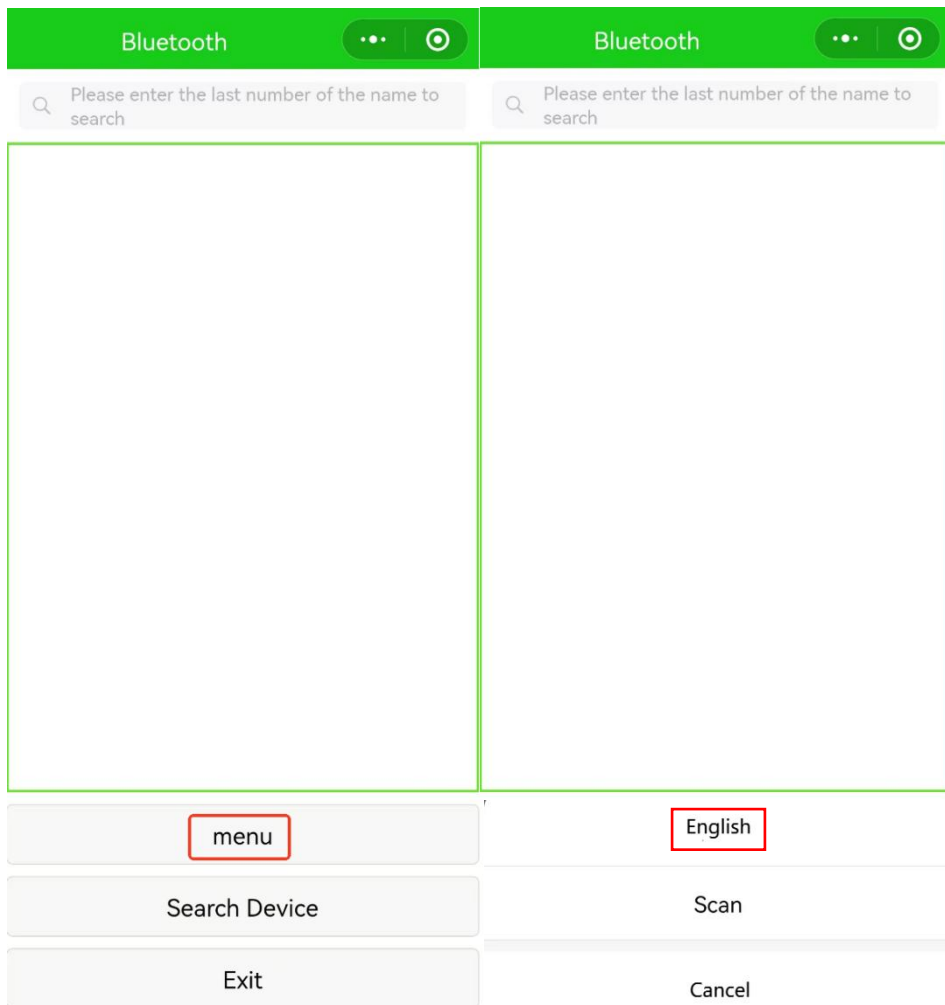 Bluetooth
Please enter the last number of the name to
search
menu
Search Device
Exit
Bluetooth
Please enter the last number of the name to
search
English
Scan
Cancel